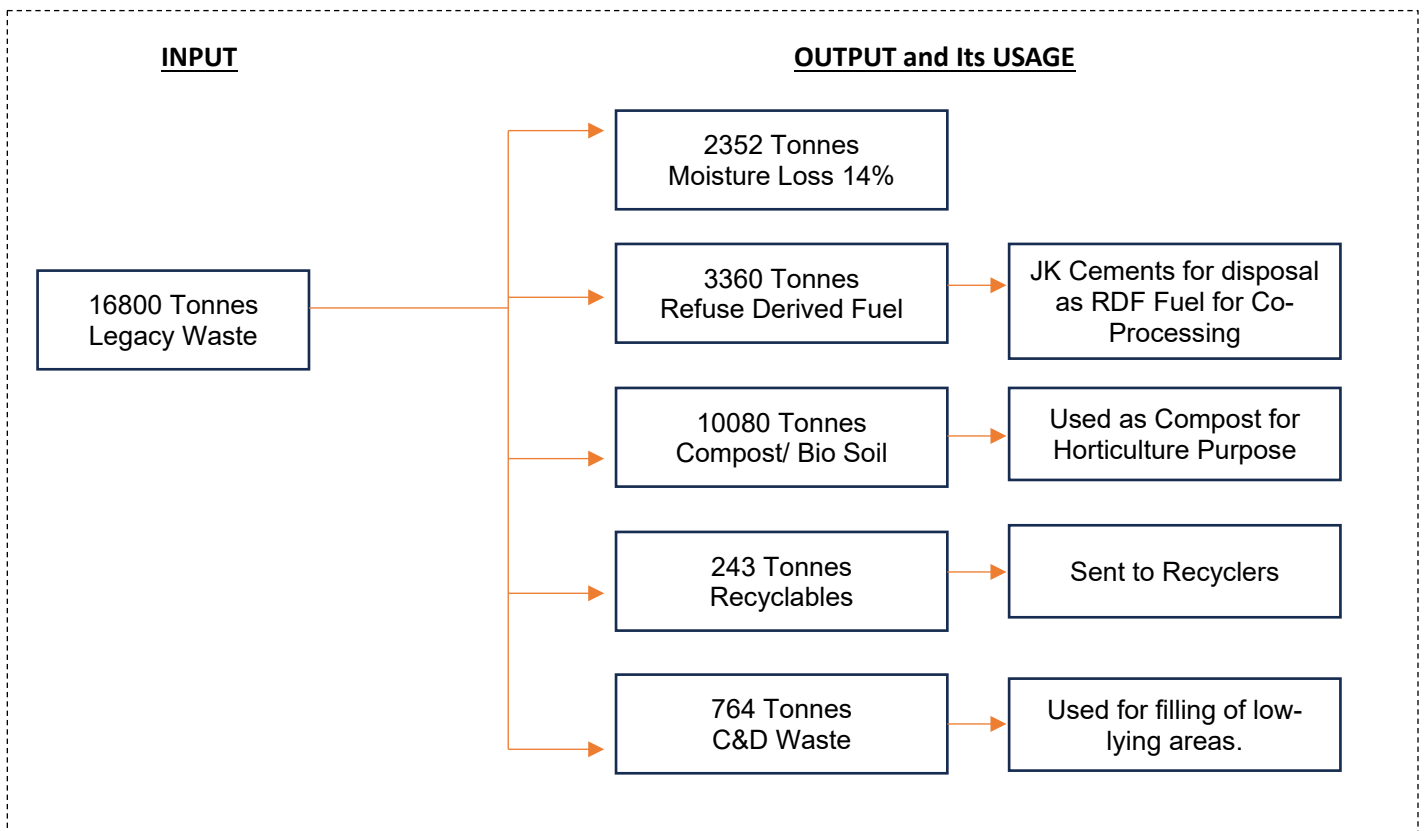 INPUT
OUTPUT and Its USAGE
16800 Tonnes
Legacy Waste
2352 Tonnes
Moisture Loss 14%
3360 Tonnes
Refuse Derived Fuel
JK Cements for disposal
as RDF Fuel for Co-
Processing
10080 Tonnes
Compost/ Bio Soil
Used as Compost for
Horticulture Purpose
243 Tonnes
Recyclables
Sent to Recyclers
764 Tonnes
C&D Waste
Used for filling of low-
lying areas.